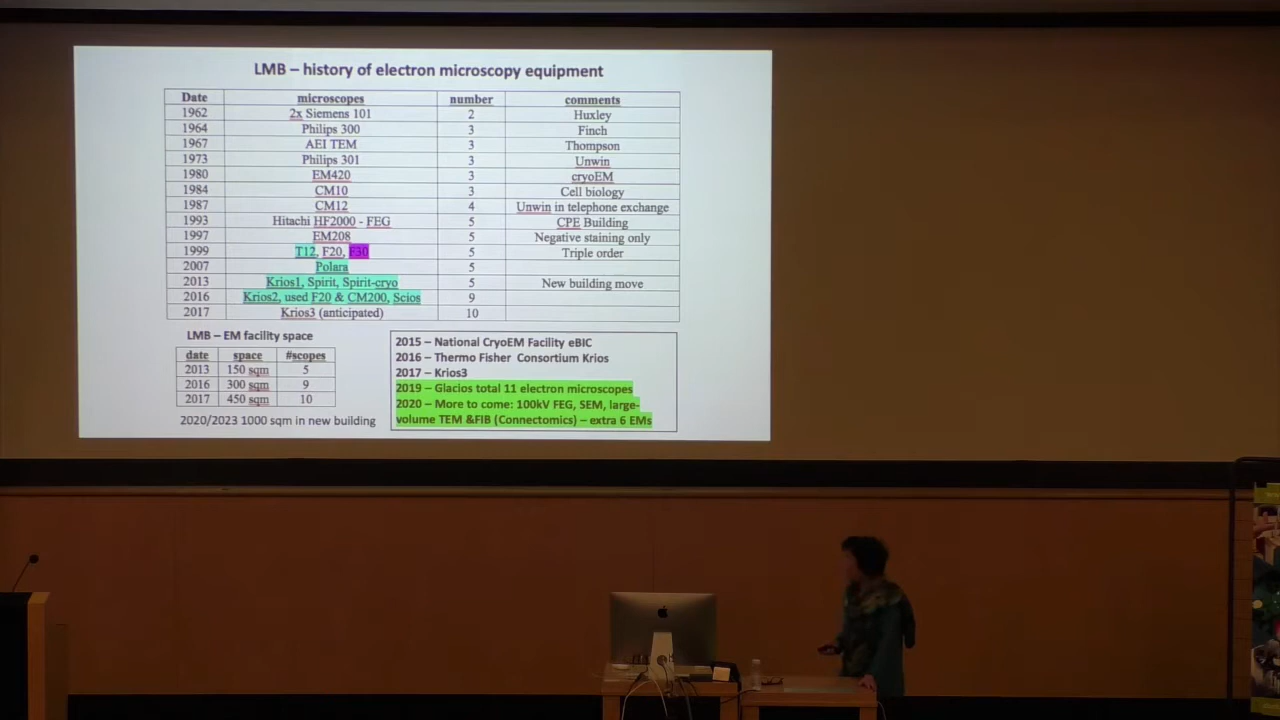 LMB – history of electron microscopy equipment
Date microscopes number comments
1962 2x Siemens 101 2 Huxley
1964 Philips 300 3 Finch
1967 AEI TEM 3 Thompson
1973 Philips 301 3 Unwin
1980 EM420 3 cryoEM
1984 CM10 3 Cell biology
1987 CM12 4 Unwin in telephone exchange
1993 Hitachi HF2000 - FEG 5 CPE Building
1997 EM208 5 Negative staining only
1999 T12, F20, F30 5 Triple order
2007 Polara 5
2013 Krios1, Spirit, Spirit-cryo 5 New building move
2016 Krios2, used F20 & CM200, Scios 9
2017 Krios3 (anticipated) 10
LMB – EM facility space
date space #scopes
2013 150 sqm 5
2016 300 sqm 9
2017 450 sqm 10
2020/2023 1000 sqm in new building
2015 – National CryoEM Facility eBIC
2016 – Thermo Fisher Consortium Krios
2017 – Krios3
2019 – Glacios total 11 electron microscopes
2020 – More to come: 100kV FEG, SEM, large-
volume TEM &FIB (Connectomics) – extra 6 EMs